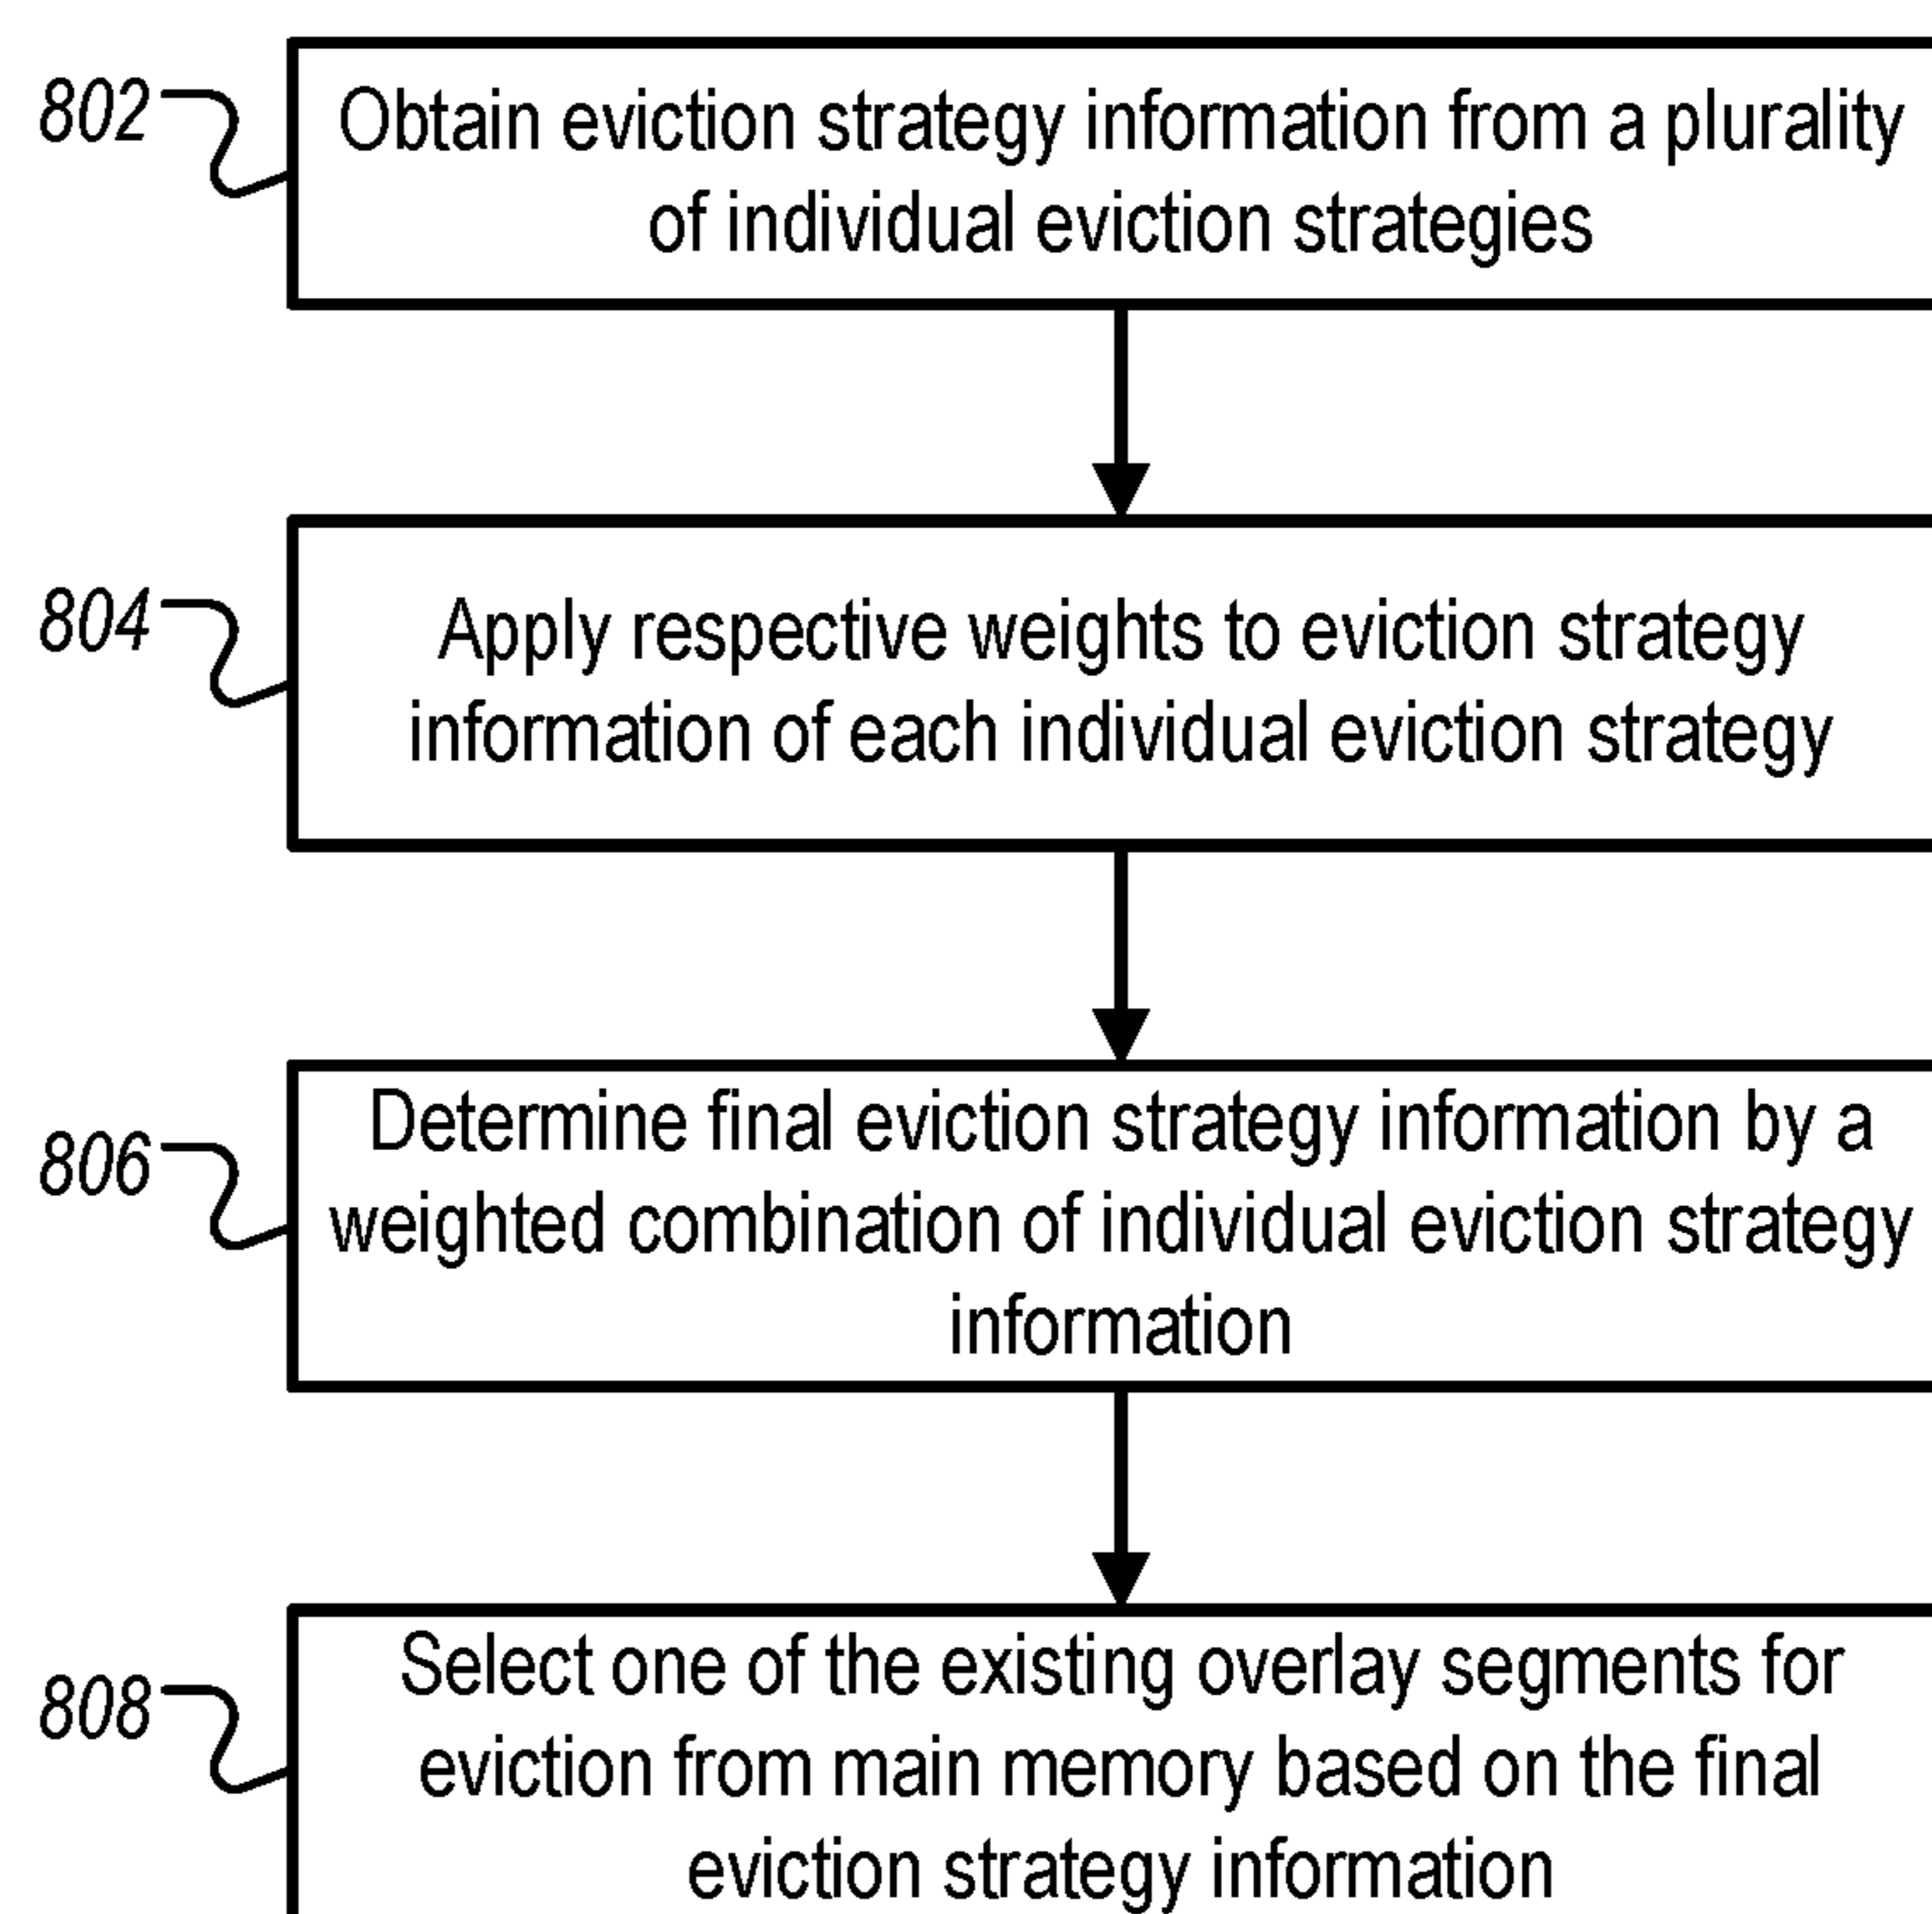 802
Obtain eviction strategy information from a plurality
of individual eviction strategies
804
Apply respective weights to eviction strategy
information of each individual eviction strategy
806
Determine final eviction strategy information by a
weighted combination of individual eviction strategy
information
808
Select one of the existing overlay segments for
eviction from main memory based on the final
eviction strategy information